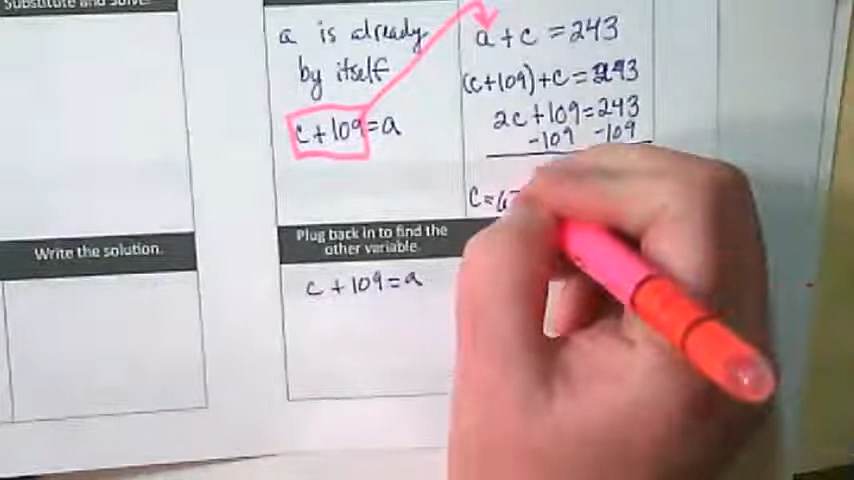 Substitute and solve.
a is already
by itself
c + 109 = a
a + c = 243
(c+109) + c = 243
2c + 109 = 243
-109 -109
Write the solution.
Plug back in to find the
other variable.
c + 109 = a